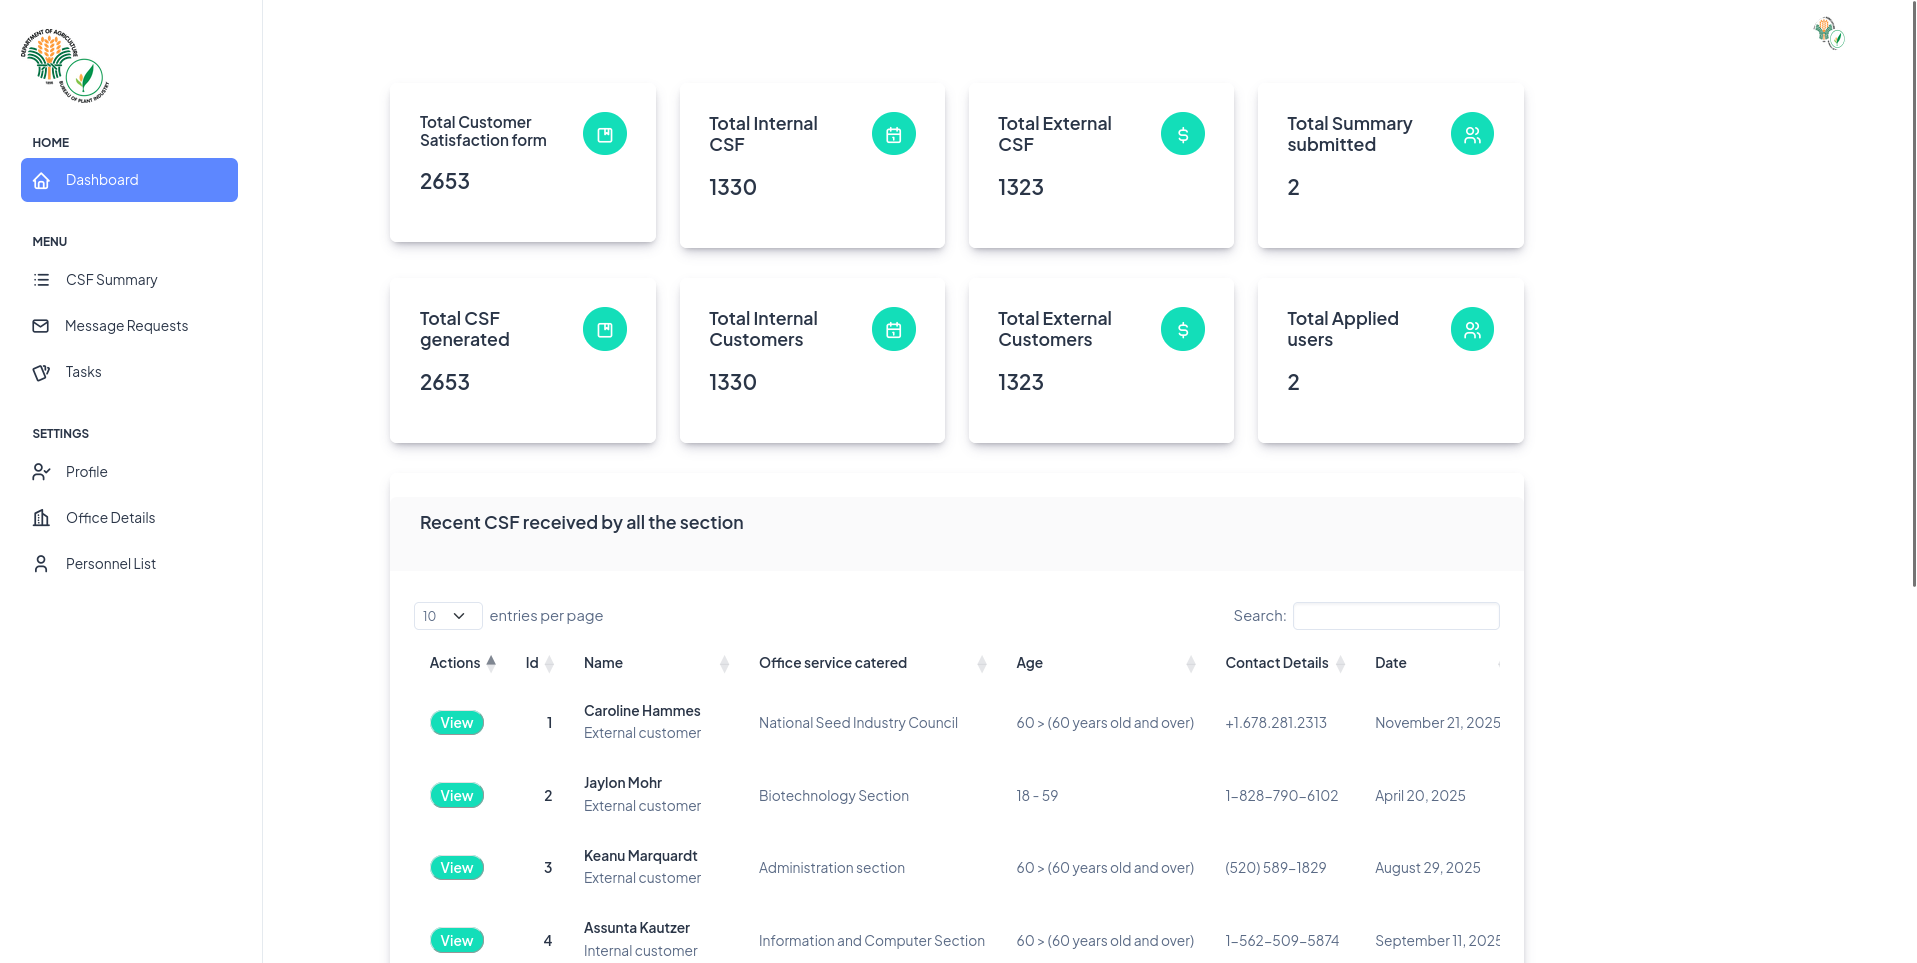 DEPARTMENT OF AGRICULTURE
BUREAU OF PLANT INDUSTRY
HOME
Dashboard
MENU
CSF Summary
Message Requests
Tasks
SETTINGS
Profile
Office Details
Personnel List
Total Customer
Satisfaction form
2653
Total Internal
CSF
1330
Total External
CSF
1323
Total Summary
submitted
2
Total CSF
generated
2653
Total Internal
Customers
1330
Total External
Customers
1323
Total Applied
users
2
Recent CSF received by all the section
10 entries per page
Search:
Actions Id Name Office service catered Age Contact Details Date
View 1 Caroline Hammes External customer National Seed Industry Council 60 > (60 years old and over) +1.678.281.2313 November 21, 2025
View 2 Jaylon Mohr External customer Biotechnology Section 18 - 59 1-828-790-6102 April 20, 2025
View 3 Keanu Marquardt External customer Administration section 60 > (60 years old and over) (520) 589-1829 August 29, 2025
View 4 Assunta Kautzer Internal customer Information and Computer Section 60 > (60 years old and over) 1-562-509-5874 September 11, 2025